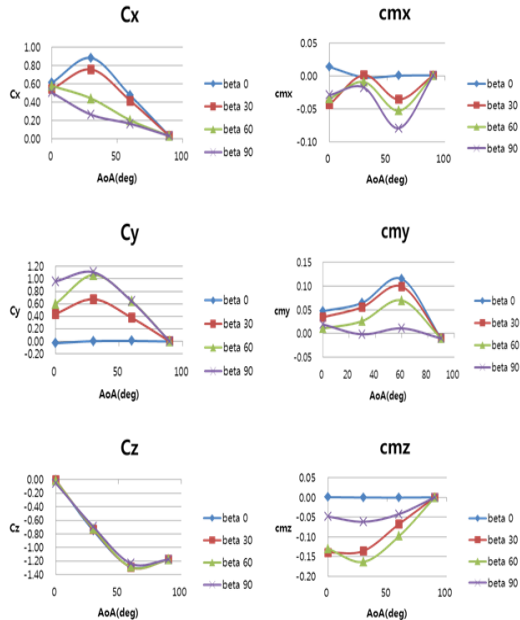 Cx
1.00
0.80
0.60
0.40
0.20
0.00
Cx
0
50
100
AoA(deg)
beta 0
beta 30
beta 60
beta 90
cmx
0.05
0.00
-0.05
-0.10
cmx
0
50
100
AoA(deg)
beta 0
beta 30
beta 60
beta 90
Cy
1.20
1.00
0.80
0.60
0.40
0.20
0.00
-0.20
Cy
0
50
100
AoA(deg)
beta 0
beta 30
beta 60
beta 90
cmy
0.15
0.10
0.05
0.00
-0.05
cmy
0
20
40
60
80
100
AoA(deg)
beta 0
beta 30
beta 60
beta 90
Cz
0.00
-0.20
-0.40
-0.60
-0.80
-1.00
-1.20
-1.40
Cz
0
50
100
AoA(deg)
beta 0
beta 30
beta 60
beta 90
cmz
0.05
0.00
-0.05
-0.10
-0.15
-0.20
cmz
0
50
100
AoA(deg)
beta 0
beta 30
beta 60
beta 90